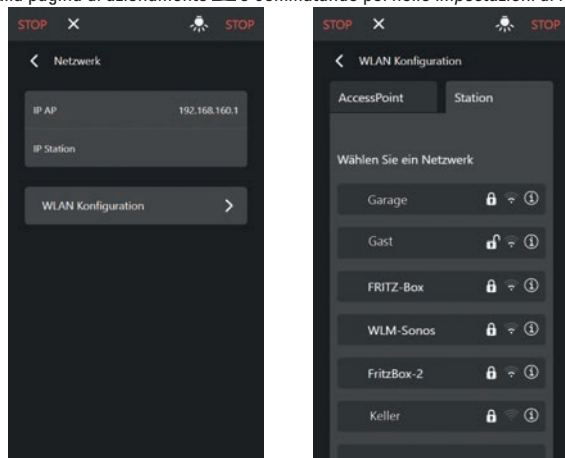 STOP × STOP
Netzwerk
IP AP 192.168.160.1
IP Station
WLAN Konfiguration
STOP × STOP
WLAN Konfiguration
AccessPoint Station
Wählen Sie ein Netzwerk
Garage
Gast
FRITZ-Box
WLM-Sonos
FritzBox-2
Keller